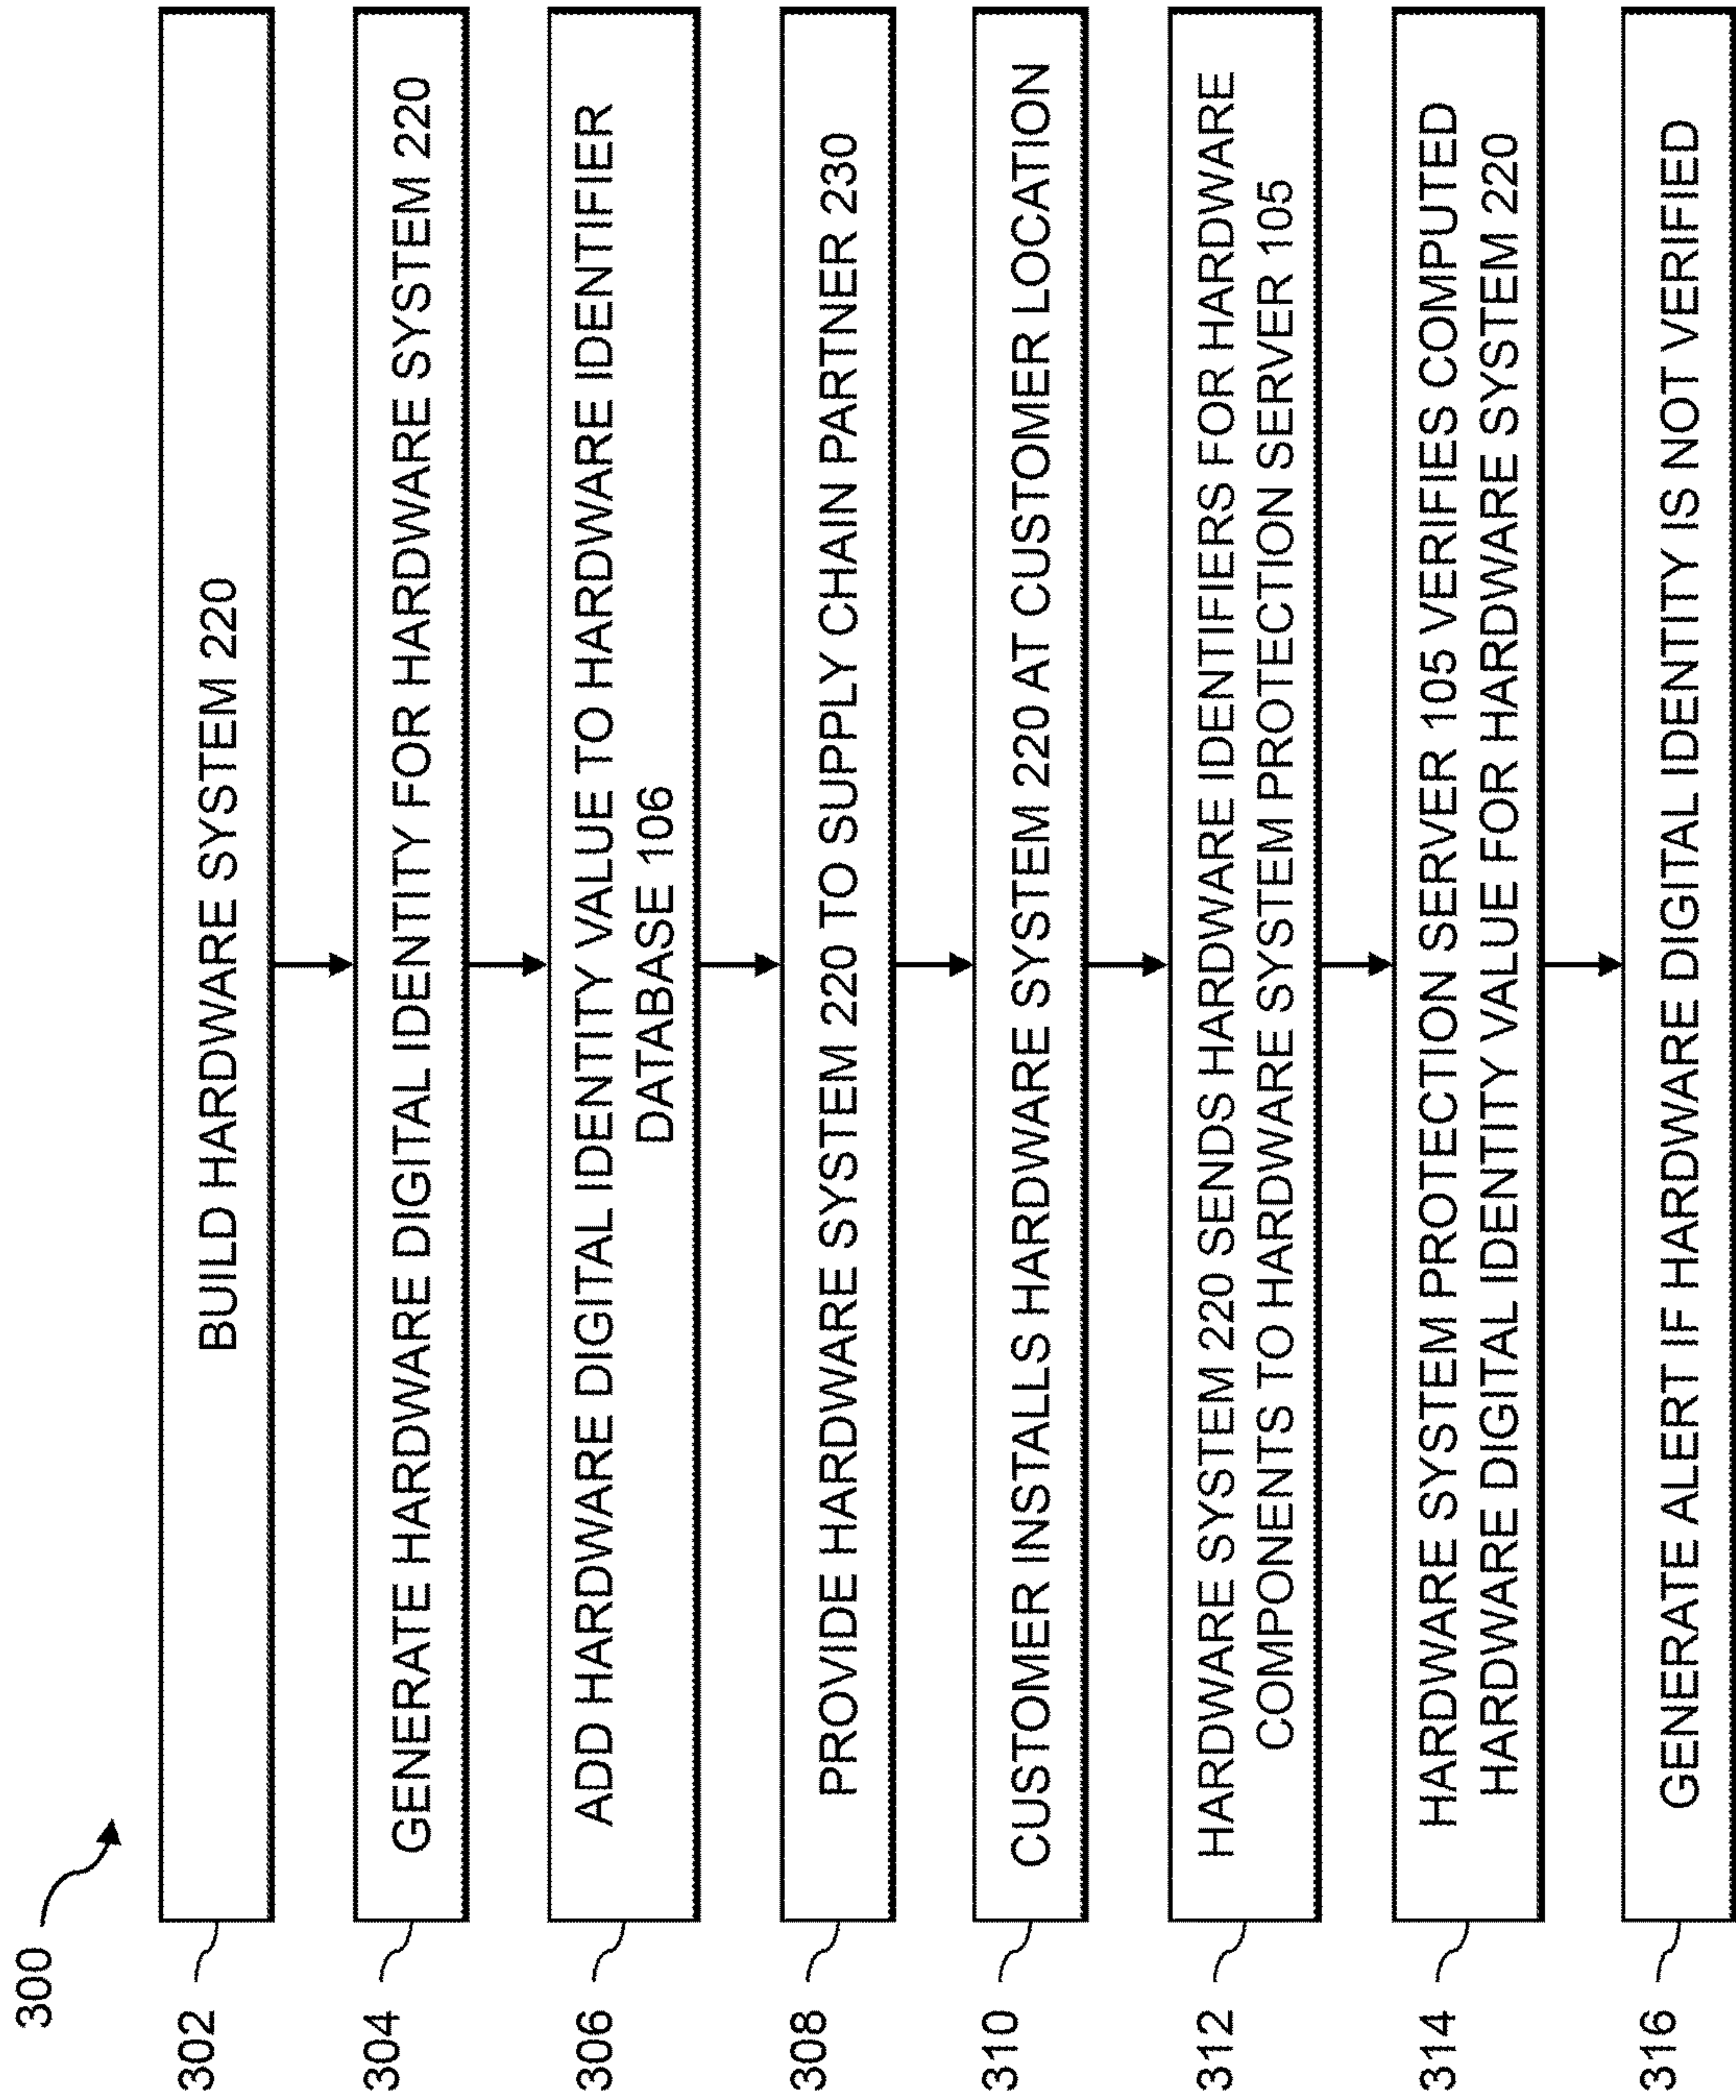 300
302
BUILD HARDWARE SYSTEM 220
304
GENERATE HARDWARE DIGITAL IDENTITY FOR HARDWARE SYSTEM 220
306
ADD HARDWARE DIGITAL IDENTITY VALUE TO HARDWARE IDENTIFIER
DATABASE 106
308
PROVIDE HARDWARE SYSTEM 220 TO SUPPLY CHAIN PARTNER 230
310
CUSTOMER INSTALLS HARDWARE SYSTEM 220 AT CUSTOMER LOCATION
312
HARDWARE SYSTEM 220 SENDS HARDWARE IDENTIFIERS FOR HARDWARE
COMPONENTS TO HARDWARE SYSTEM PROTECTION SERVER 105
314
HARDWARE SYSTEM PROTECTION SERVER 105 VERIFIES COMPUTED
HARDWARE DIGITAL IDENTITY VALUE FOR HARDWARE SYSTEM 220
316
GENERATE ALERT IF HARDWARE DIGITAL IDENTITY IS NOT VERIFIED